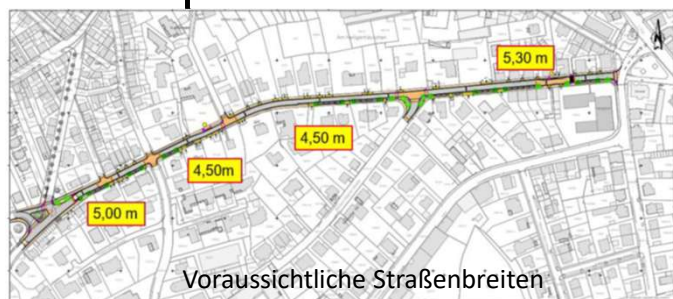 5,30 m
4,50 m
4,50m
5,00 m
Voraussichtliche Straßenbreiten